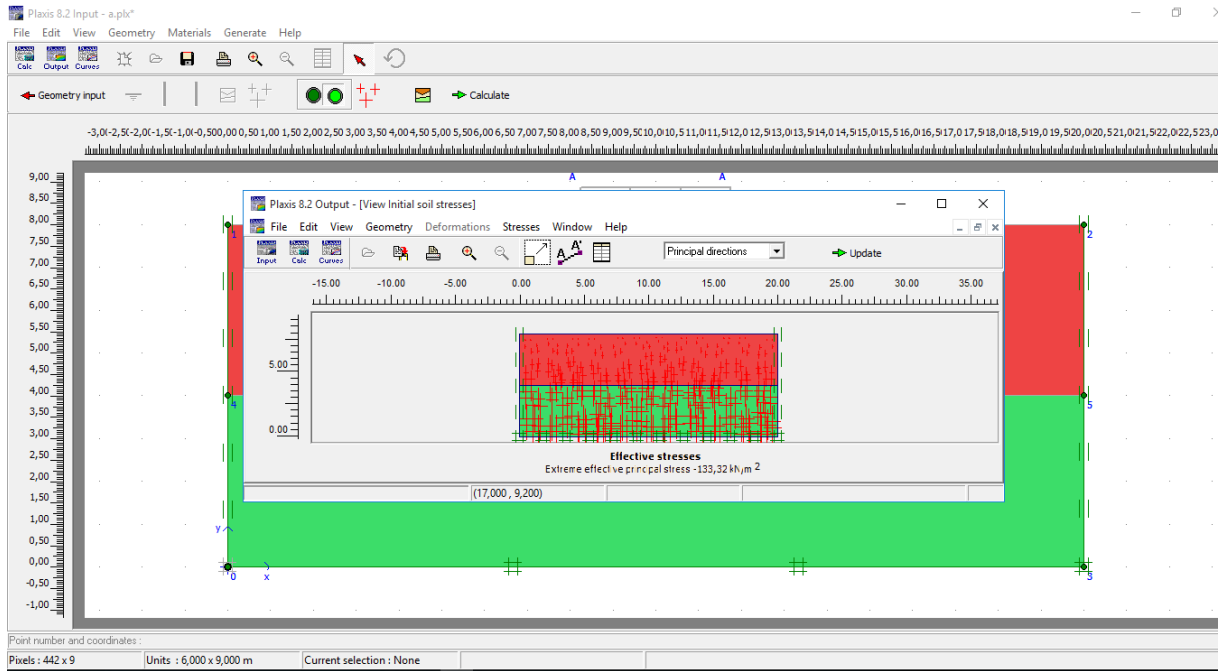 Plaxis 8.2 Input - a.plx*
File Edit View Geometry Materials Generate Help
Calc Output Curves
Geometry input Calculate
9,00
8,50
8,00
7,50
7,00
6,50
6,00
5,50
5,00
4,50
4,00
3,50
3,00
2,50
2,00
1,50
1,00
0,50
0,00
-0,50
-1,00
A A
1 2
4 5
y
0 x 3
Plaxis 8.2 Output - [View Initial soil stresses]
File Edit View Geometry Deformations Stresses Window Help
Input Calc Curves A A* Principal directions Update
-15.00 -10.00 -5.00 0.00 5.00 10.00 15.00 20.00 25.00 30.00 35.00
5.00
0.00
Effective stresses
Extreme effective principal stress -133,32 kN/m 2
(17,000 , 9,200)
Point number and coordinates :
Pixels : 442 x 9 Units : 6,000 x 9,000 m Current selection : None